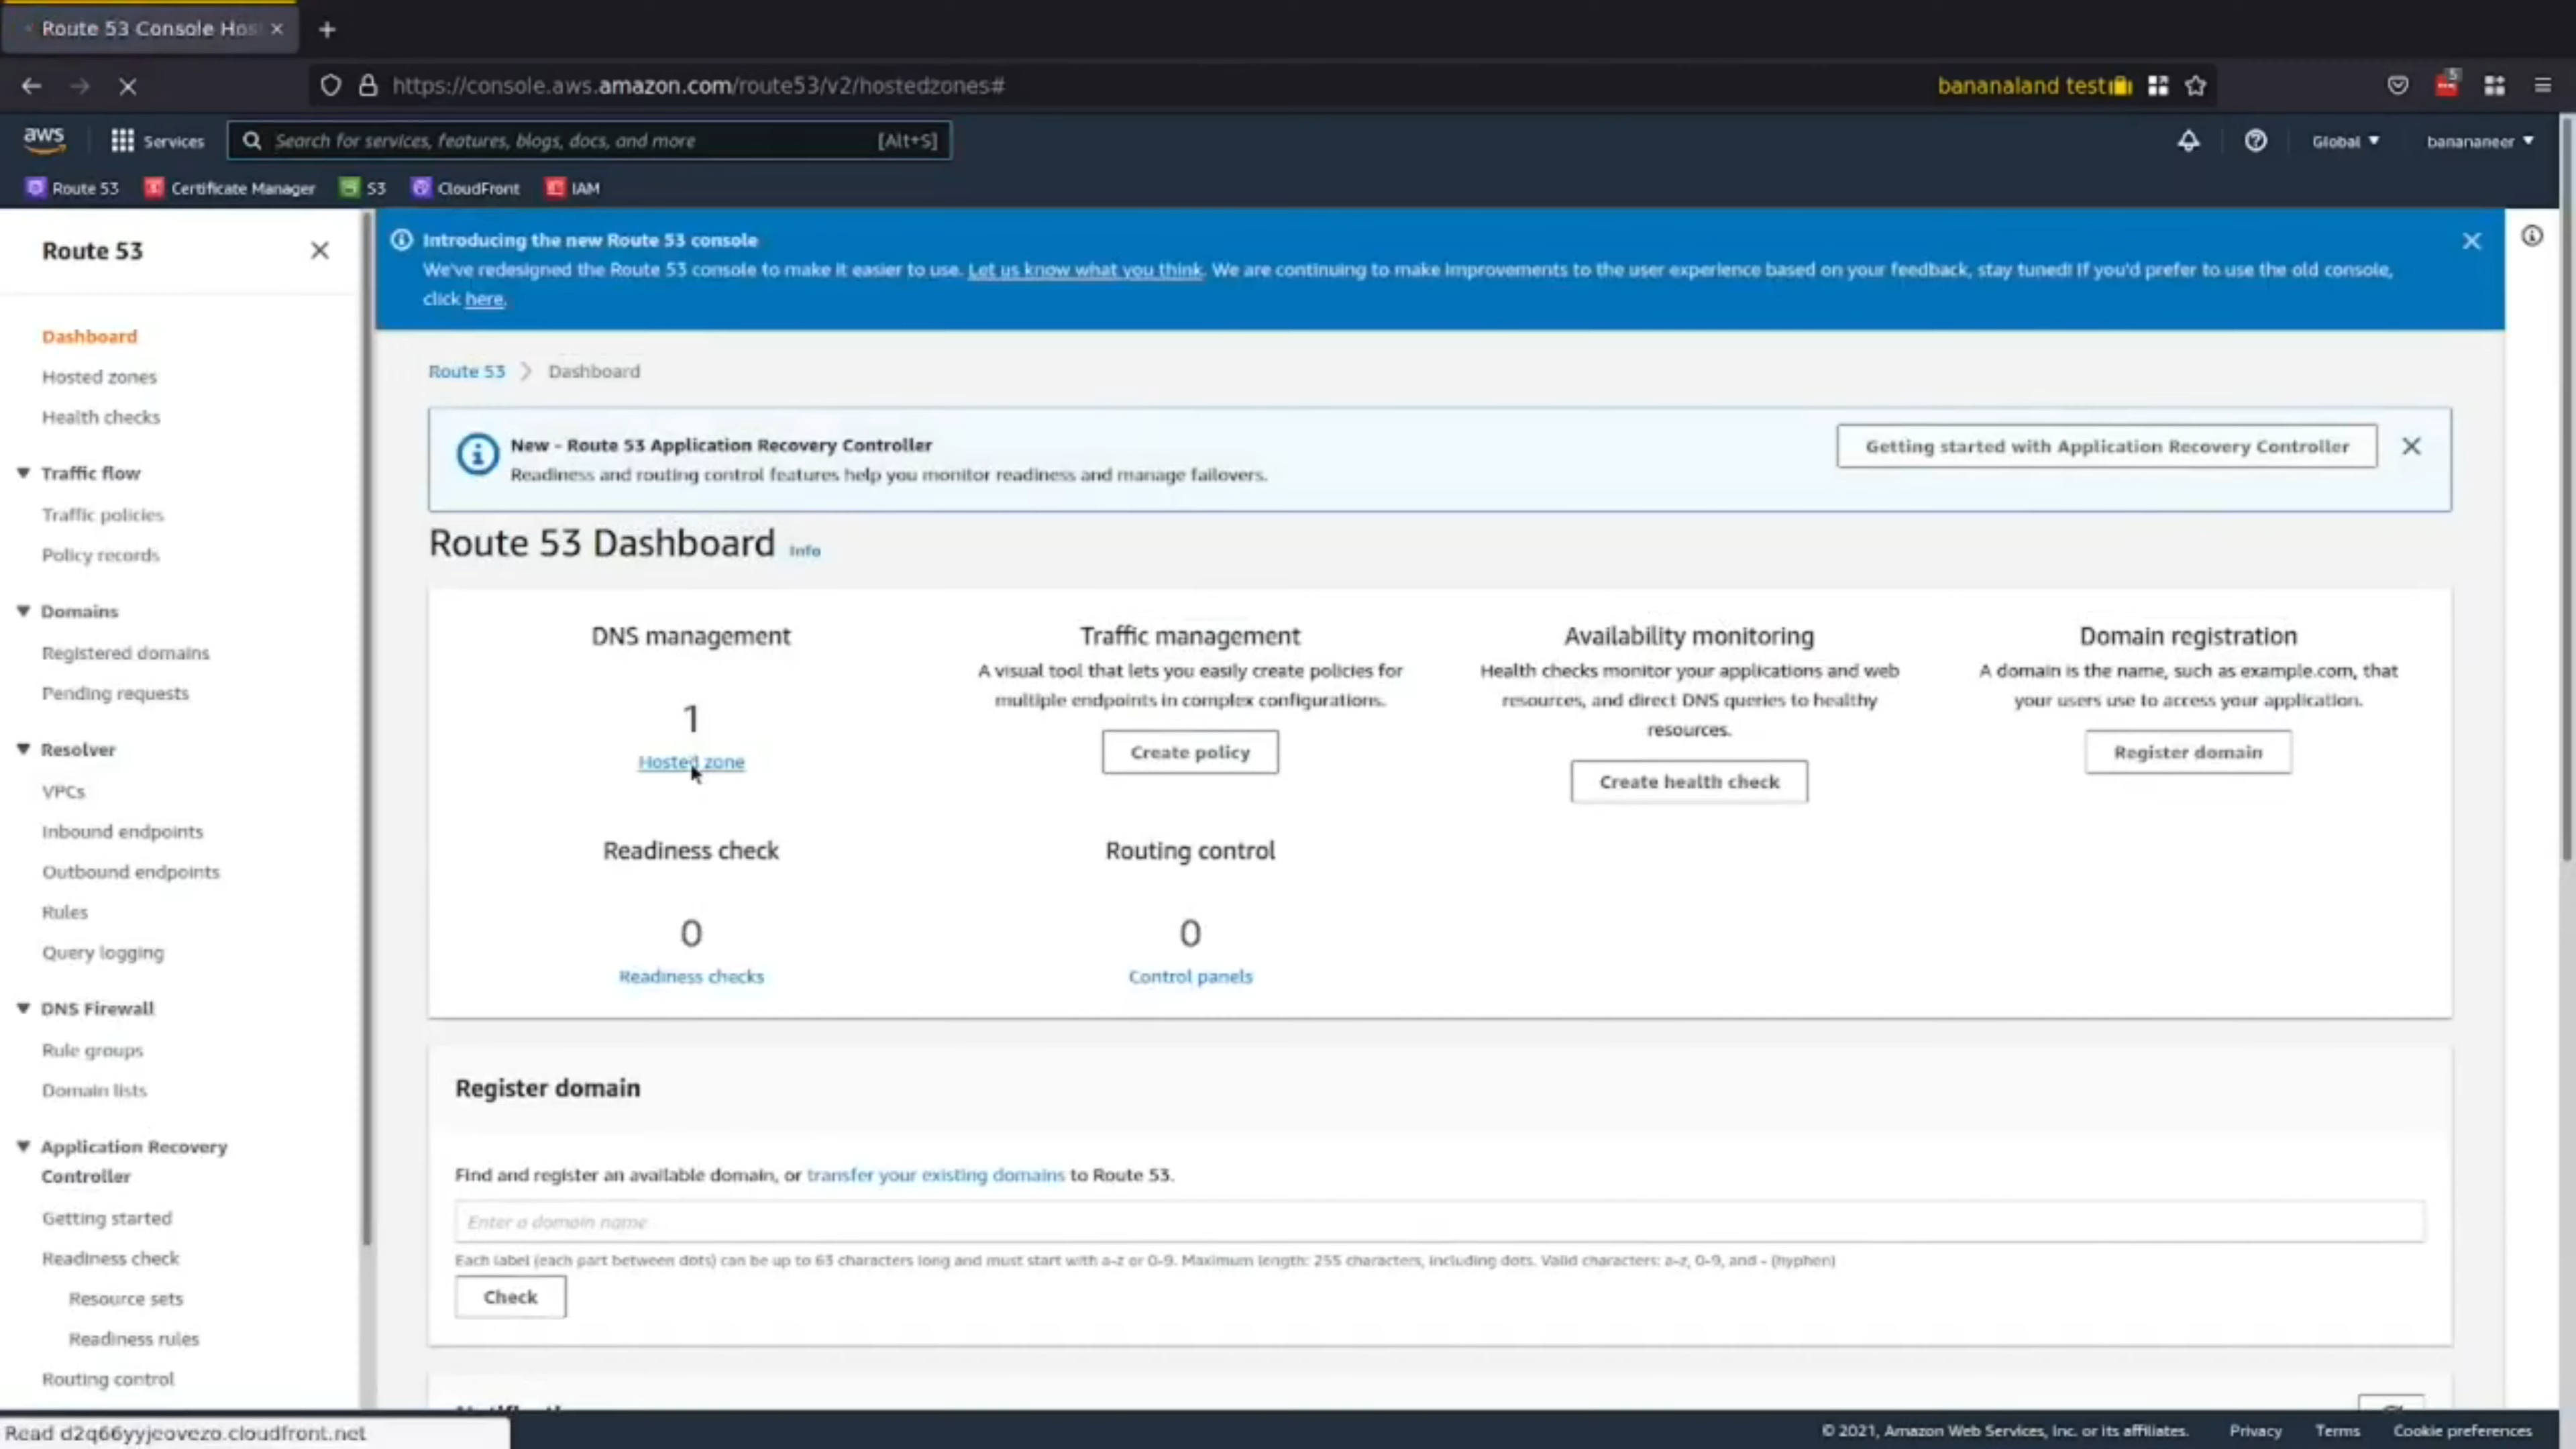 Route 53 Console Hos
https://console.aws.amazon.com/route53/v2/hostedzones#
bananaland test
5
aws
Services
Search for services, features, blogs, docs, and more
[Alt+S]
Global
banananeer
Route 53
Certificate Manager
S3
CloudFront
IAM
Route 53
Dashboard
Hosted zones
Health checks
Traffic flow
Traffic policies
Policy records
Domains
Registered domains
Pending requests
Resolver
VPCs
Inbound endpoints
Outbound endpoints
Rules
Query logging
DNS Firewall
Rule groups
Domain lists
Application Recovery
Controller
Getting started
Readiness check
Resource sets
Readiness rules
Routing control
Introducing the new Route 53 console
We've redesigned the Route 53 console to make it easier to use. Let us know what you think. We are continuing to make improvements to the user experience based on your feedback, stay tuned! If you'd prefer to use the old console,
click here.
Route 53 > Dashboard
New - Route 53 Application Recovery Controller
Readiness and routing control features help you monitor readiness and manage failovers.
Getting started with Application Recovery Controller
Route 53 Dashboard Info
DNS management
1
Hosted zone
Traffic management
A visual tool that lets you easily create policies for
multiple endpoints in complex configurations.
Create policy
Availability monitoring
Health checks monitor your applications and web
resources, and direct DNS queries to healthy
resources.
Create health check
Domain registration
A domain is the name, such as example.com, that
your users use to access your application.
Register domain
Readiness check
0
Readiness checks
Routing control
0
Control panels
Register domain
Find and register an available domain, or transfer your existing domains to Route 53.
Enter a domain name
Each label (each part between dots) can be up to 63 characters long and must start with a-z or 0-9. Maximum length: 255 characters, including dots. Valid characters: a-z, 0-9, and - (hyphen)
Check
Read d2q66yyjeovezo.cloudfront.net
© 2021, Amazon Web Services, Inc. or its affiliates.
Privacy
Terms
Cookie preferences